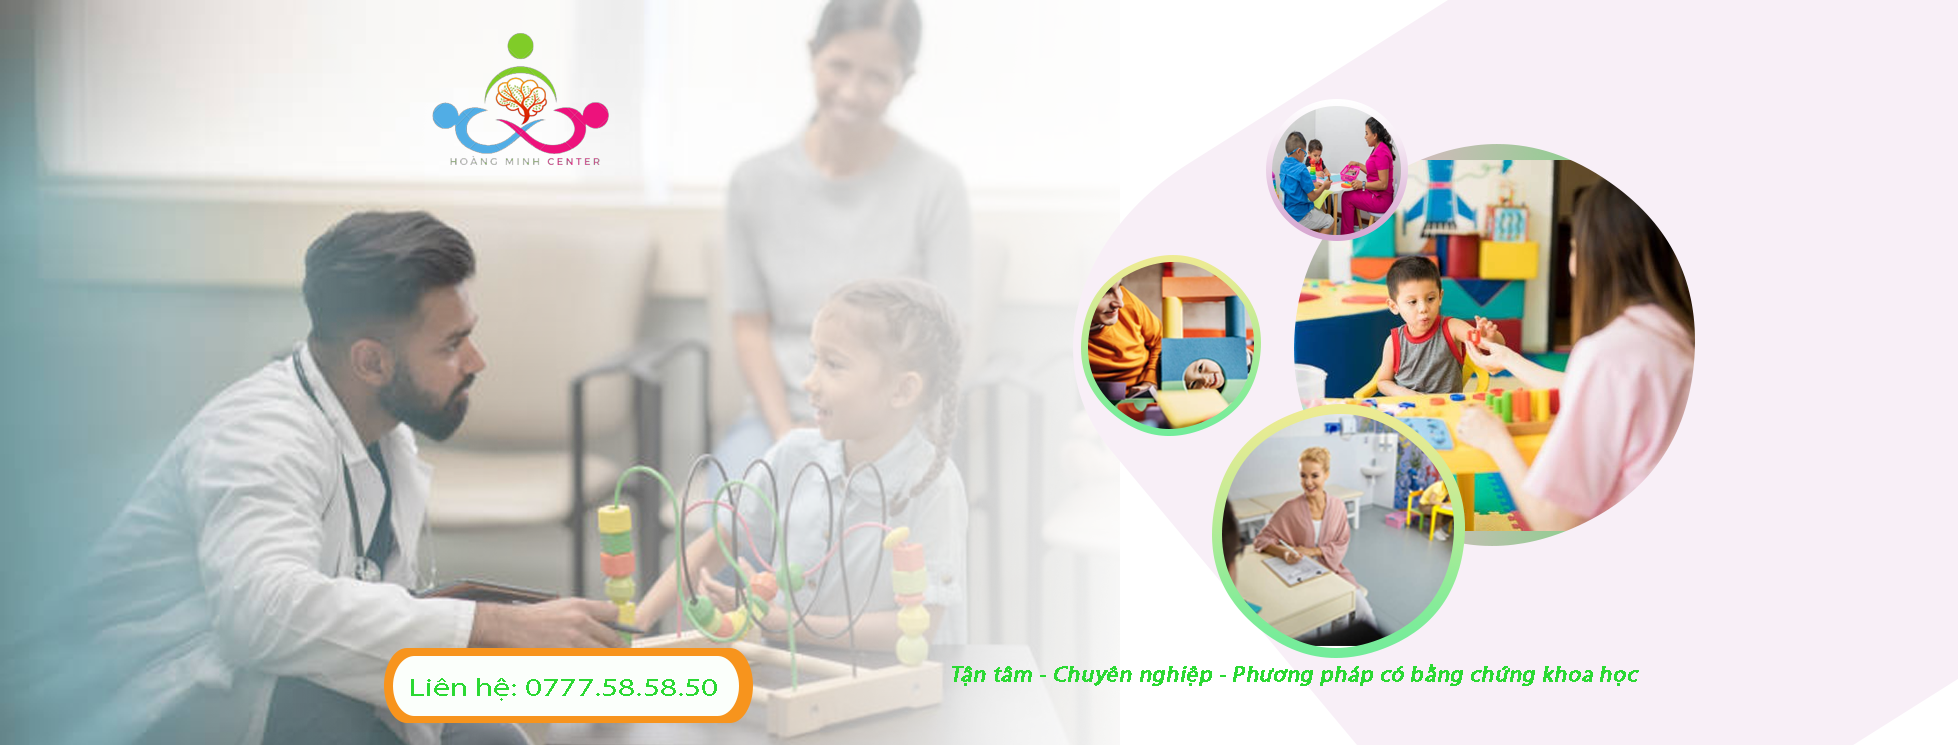 HOÀNG MINH CENTER
Liên hệ: 0777.58.58.50
Tận tâm - Chuyên nghiệp - Phương pháp có bằng chứng khoa học